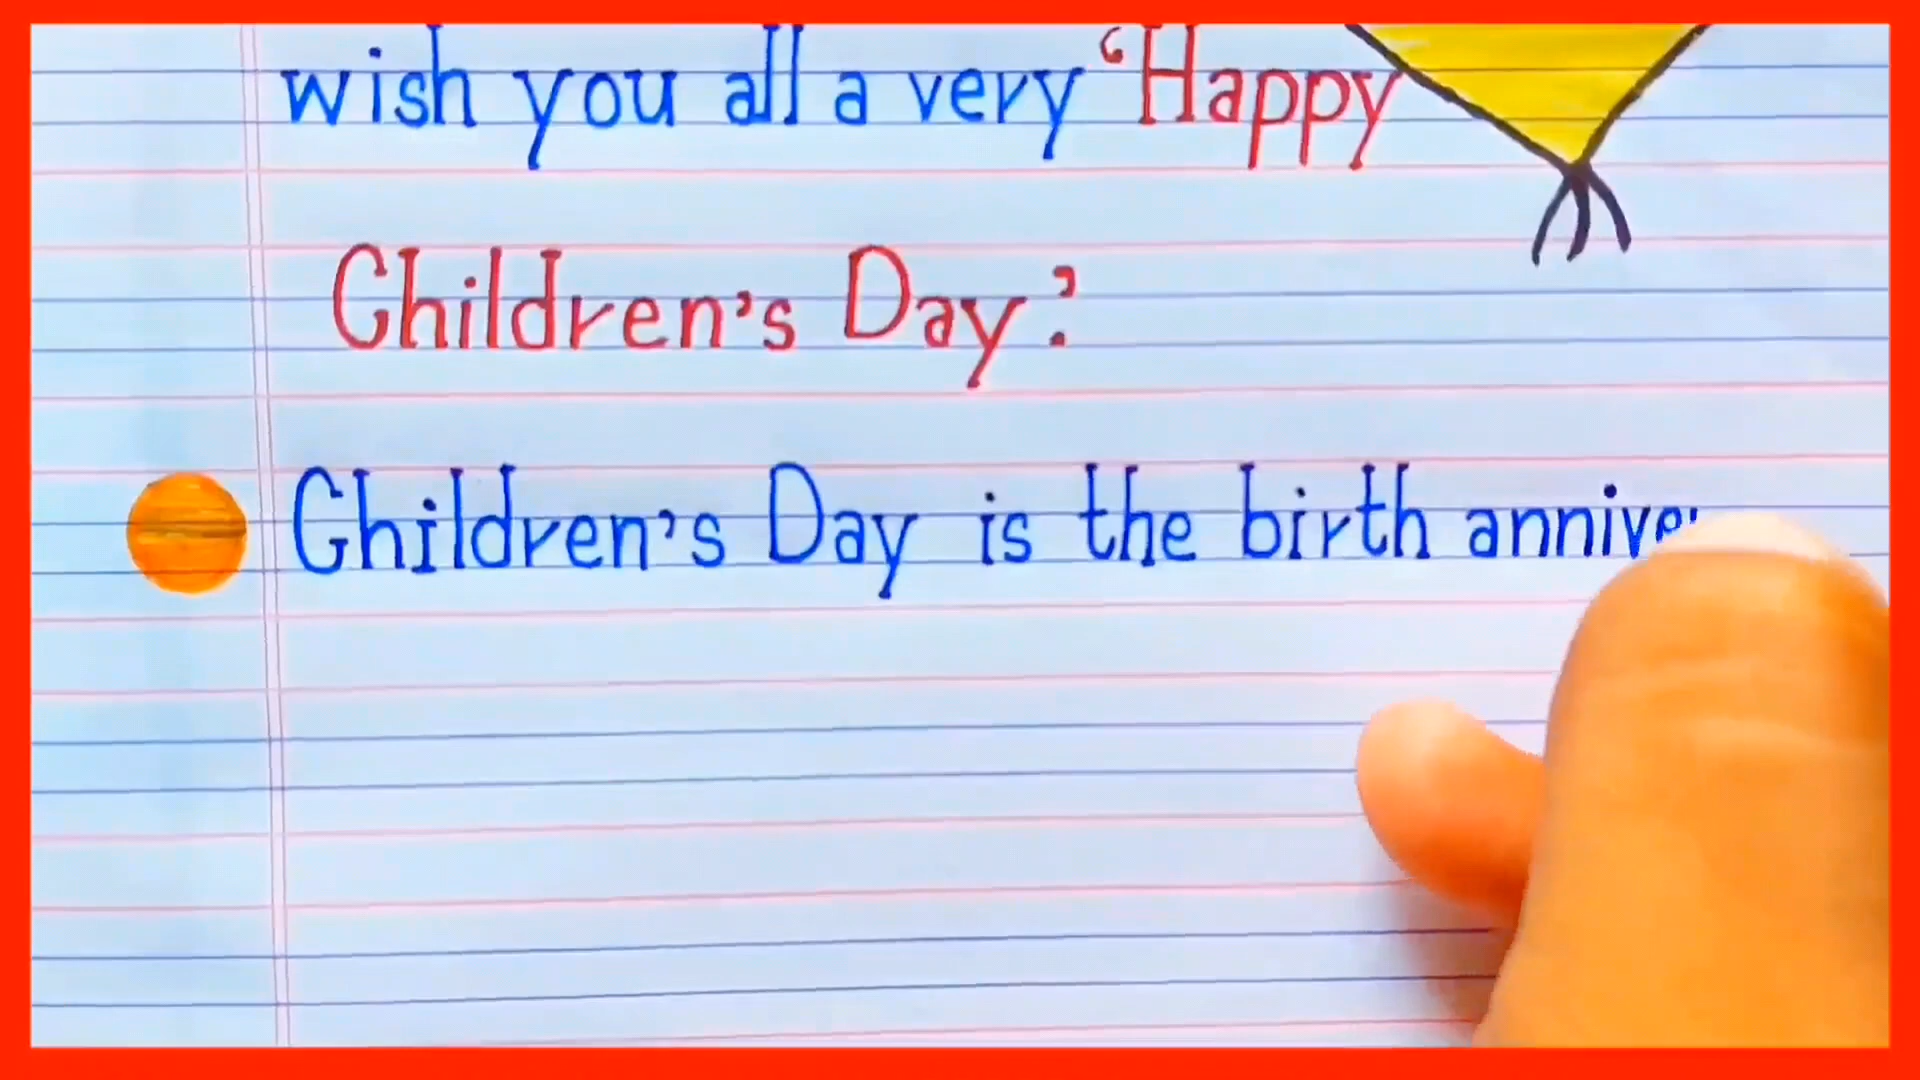 wish you all a very 'Happy
Children's Day.'
Children's Day is the birth